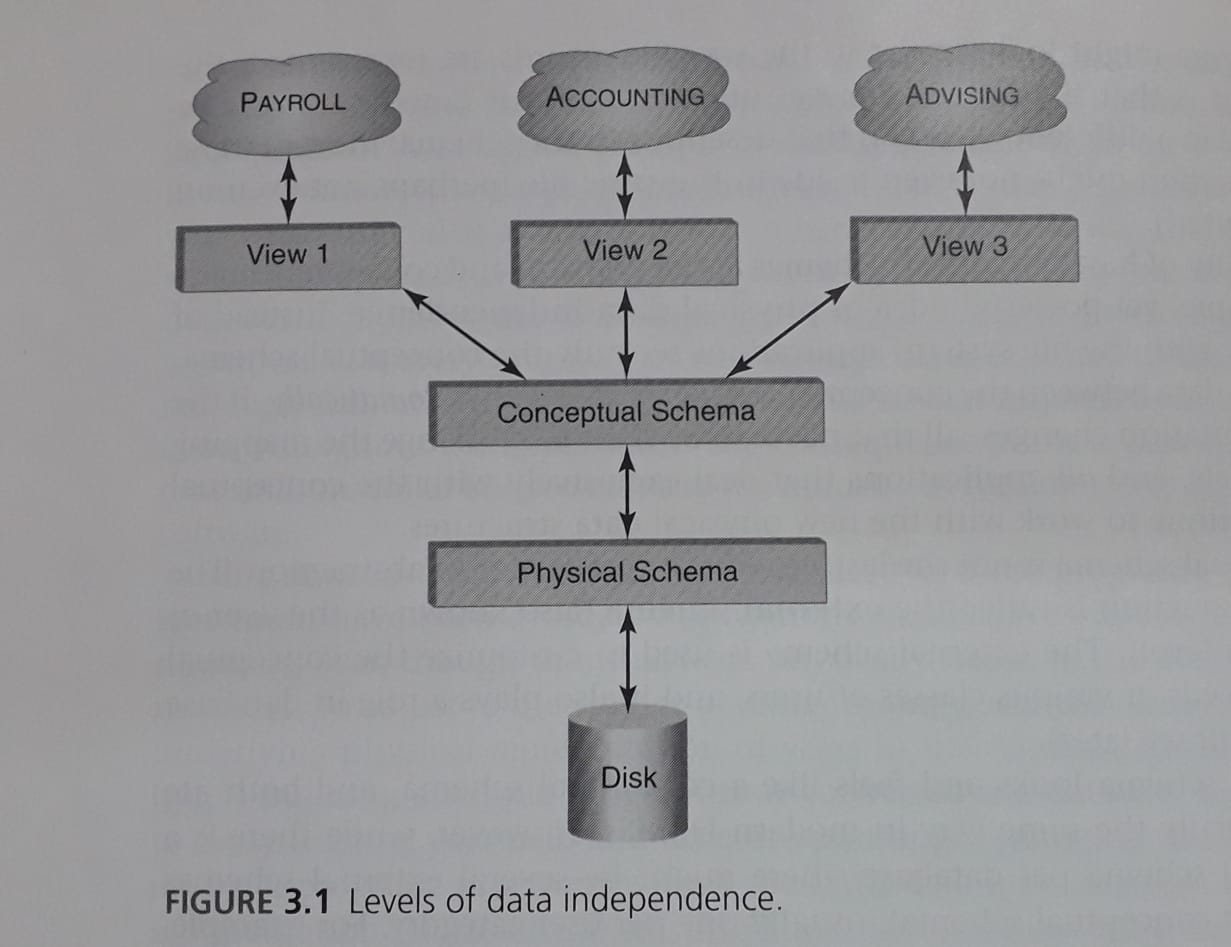 PAYROLL
ACCOUNTING
ADVISING
View 1
View 2
View 3
Conceptual Schema
Physical Schema
Disk
FIGURE 3.1 Levels of data independence.